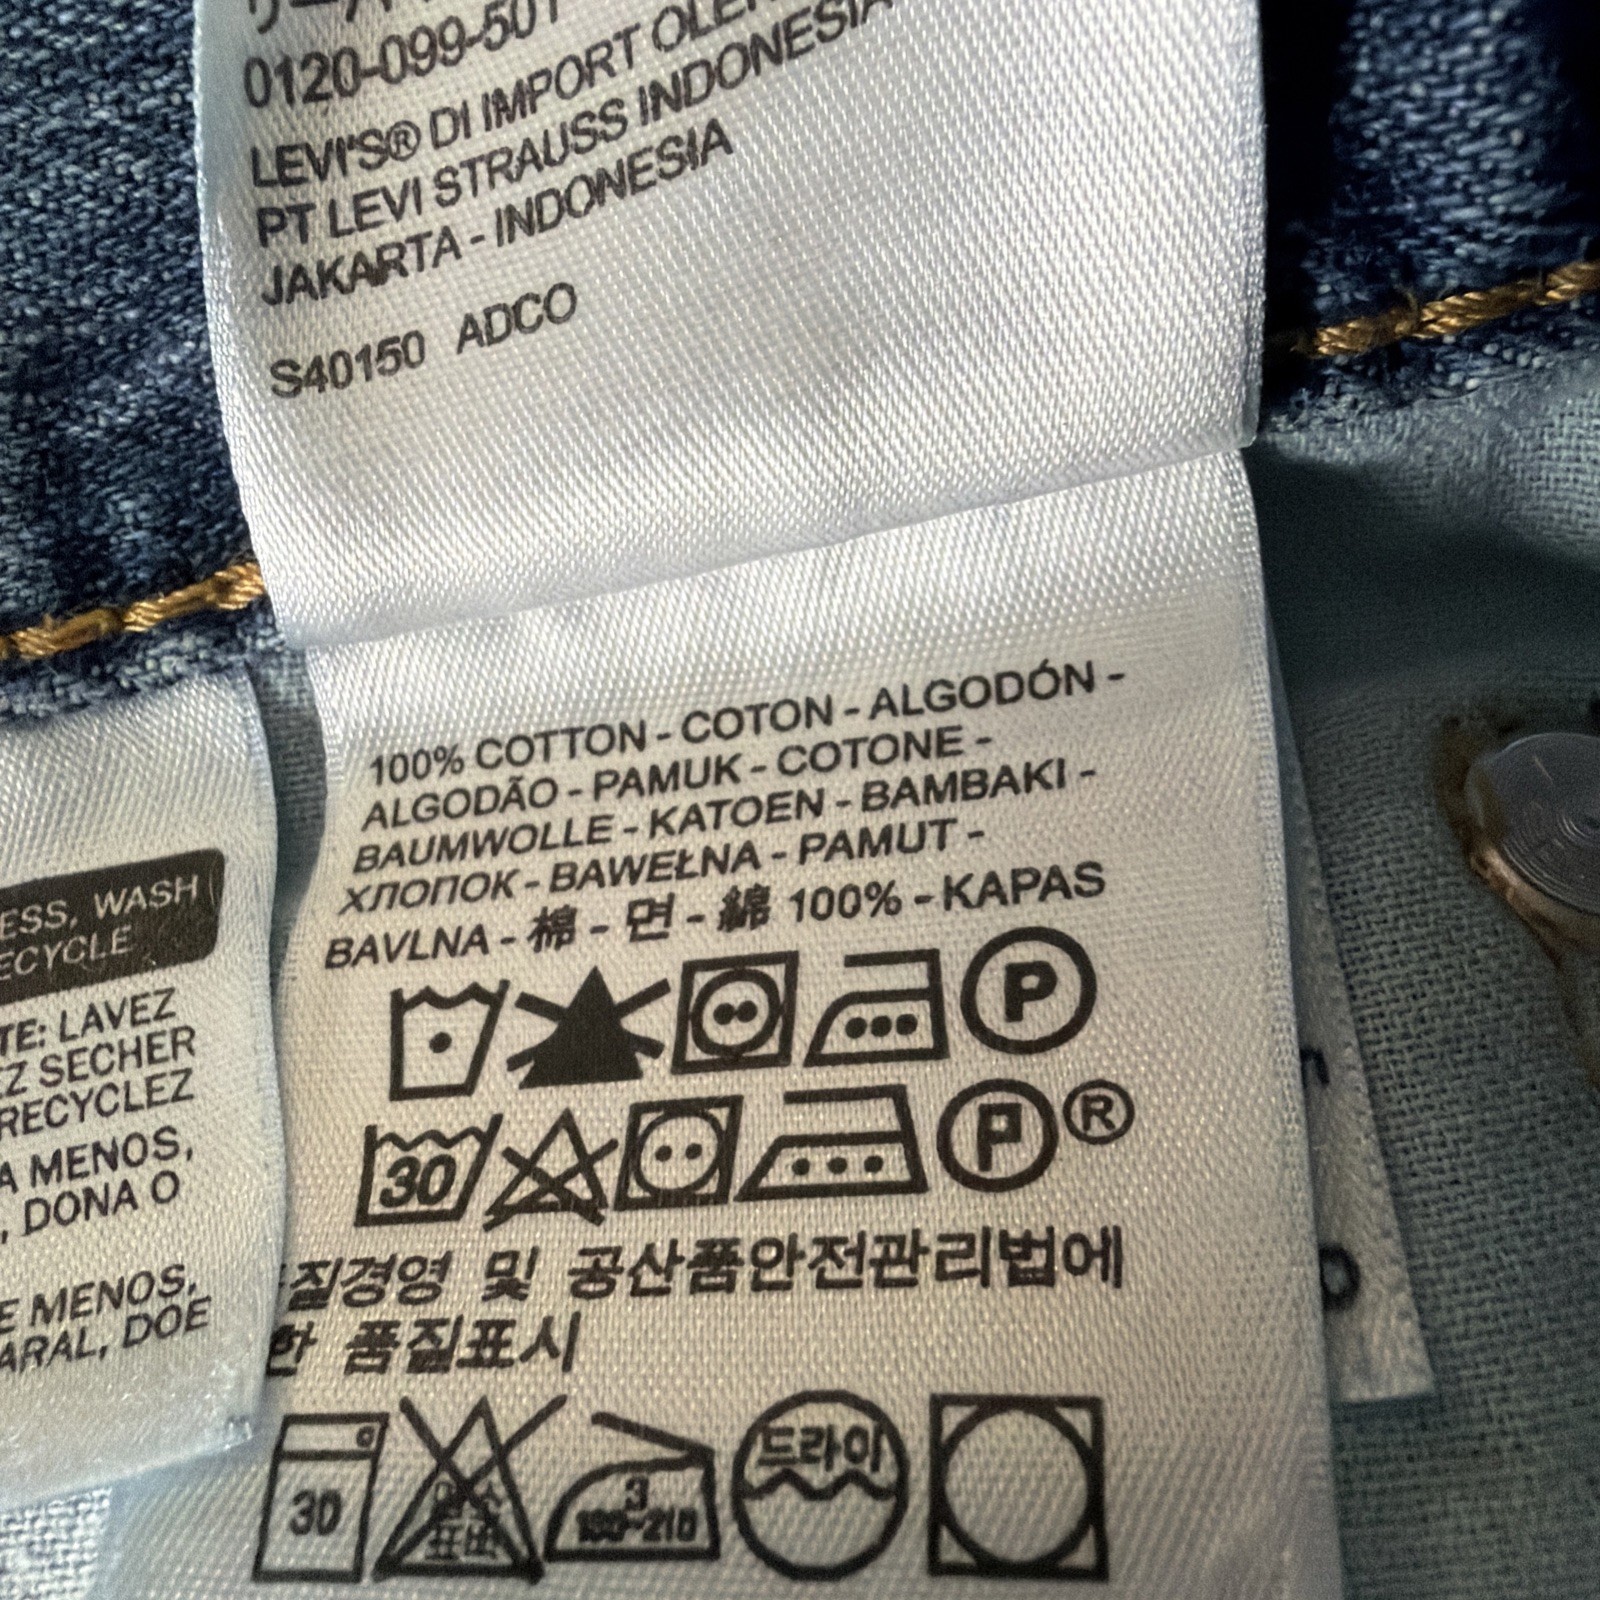 0120-099-501
LEVI'S® DI IMPORT OLEH
PT LEVI STRAUSS INDONESIA
JAKARTA - INDONESIA
S40150 ADCO
100% COTTON - COTON - ALGODÓN -
ALGODÃO - PAMUK - COTONE -
BAUMWOLLE - KATOEN - BAMBAKI -
ХЛОПОК - BAWEŁNA - PAMUT -
BAVLNA - 棉 - 면 - 綿 100% - KAPAS
P
30 P ®
질경영 및 공산품안전관리법에
한 품질표시
30 3 180~210 드라이
WASH
TE: LAVEZ
SECHER
RECYCLEZ
A MENOS,
, DONA O
E MENOS,
DOE